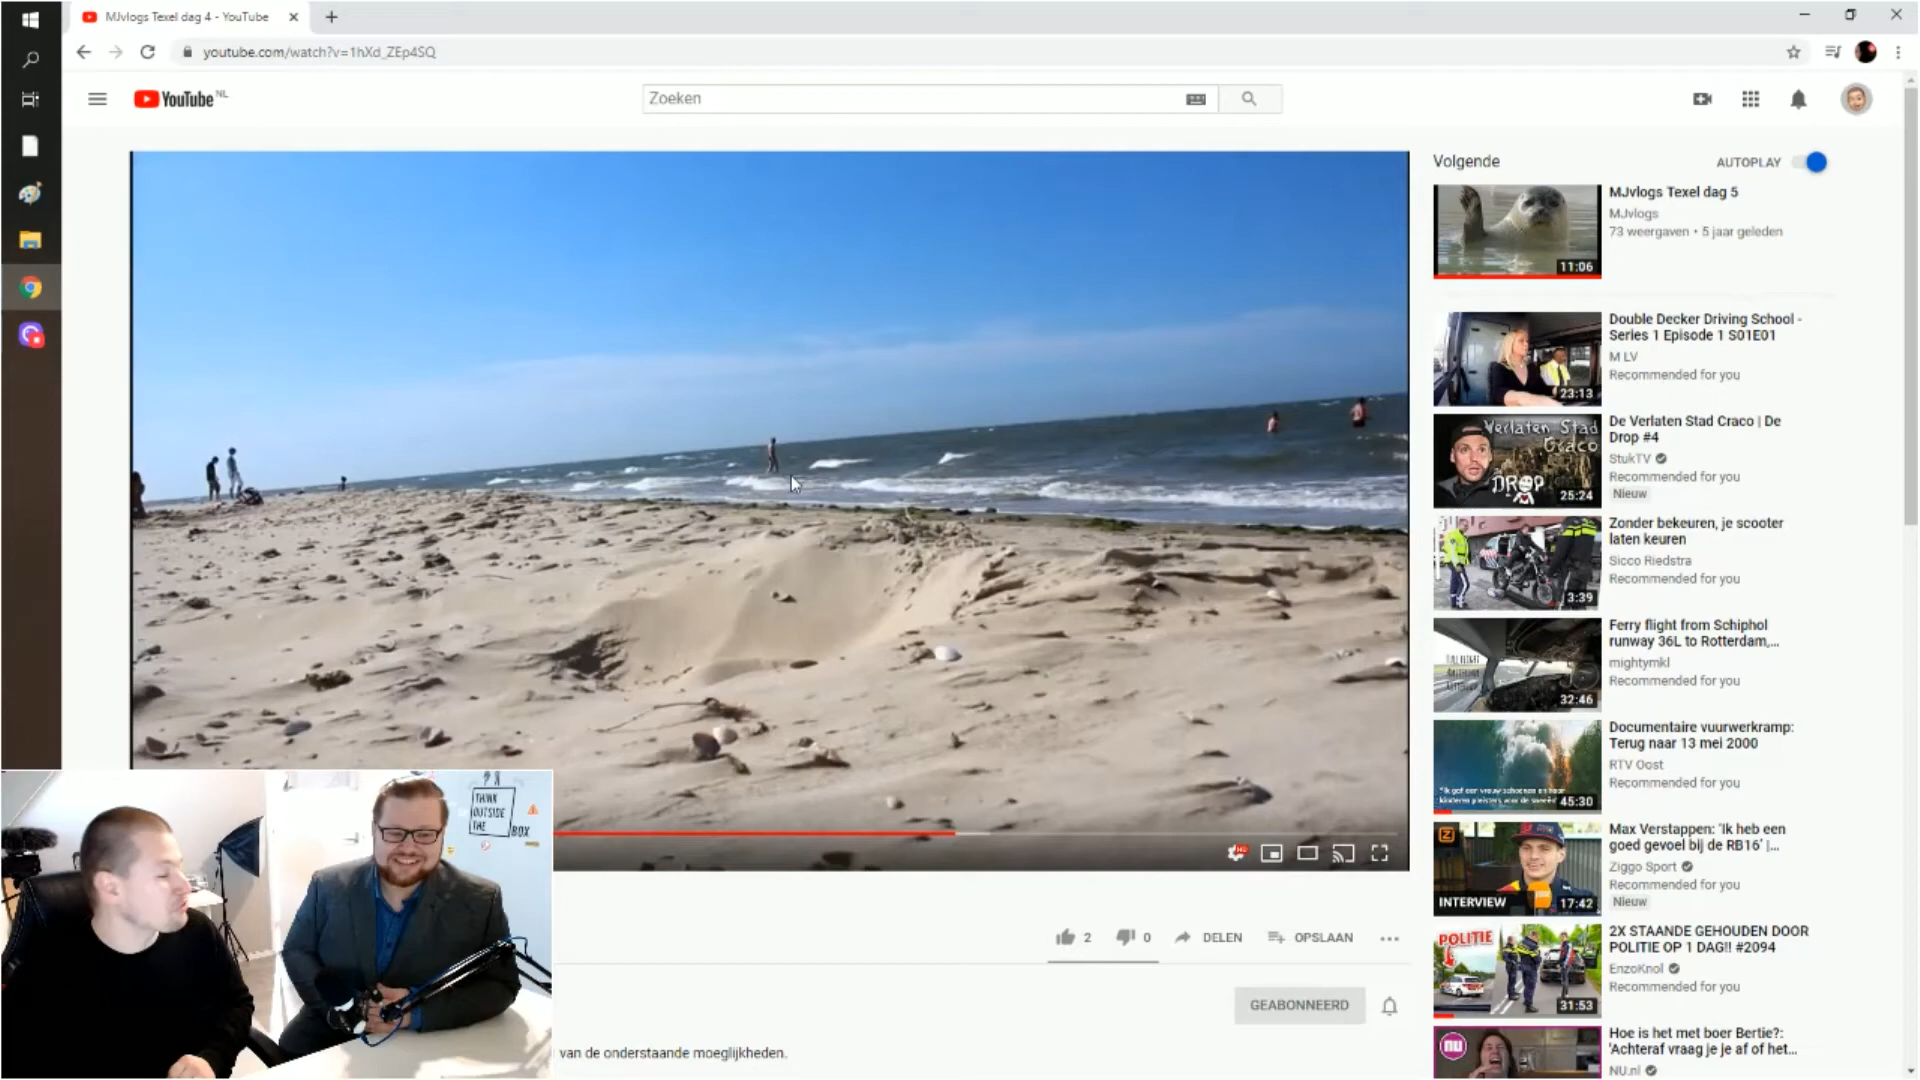 MJvlogs Texel dag 4 - YouTube
youtube.com/watch?v=1hXd_ZEp4SQ
YouTube NL
Zoeken
Volgende
AUTOPLAY
MJvlogs Texel dag 5
MJvlogs
73 weergaven • 5 jaar geleden
11:06
Double Decker Driving School -
Series 1 Episode 1 S01E01
M LV
Recommended for you
23:13
De Verlaten Stad Craco | De
Drop #4
StukTV
Recommended for you
Nieuw
Verlaten Stad
Craco
DROP
25:24
Zonder bekeuren, je scooter
laten keuren
Sicco Riedstra
Recommended for you
3:39
Ferry flight from Schiphol
runway 36L to Rotterdam,...
mightymkl
Recommended for you
32:46
Documentaire vuurwerkramp:
Terug naar 13 mei 2000
RTV Oost
Recommended for you
45:30
Max Verstappen: 'Ik heb een
goed gevoel bij de RB16' |...
Ziggo Sport
Recommended for you
Nieuw
INTERVIEW
17:42
2X STAANDE GEHOUDEN DOOR
POLITIE OP 1 DAG!! #2094
EnzoKnol
Recommended for you
POLITIE
31:53
Hoe is het met boer Bertie?:
'Achteraf vraag je je af of het...
NU.nl
nu
THINK
OUTSIDE
THE BOX
HD
2
0
DELEN
OPSLAAN
GEABONNEERD
van de onderstaande moeglijkheden.